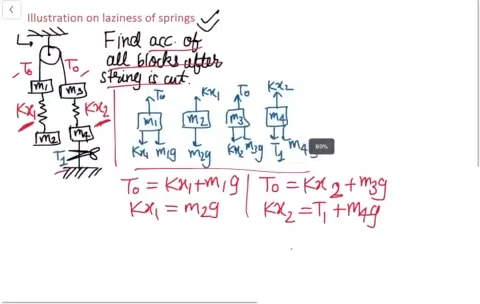 Illustration on laziness of springs
Find acc. of
all blocks after
string is cut.
T₀ T₀
m₁ m₃
Kx₁ Kx₂
m₂ m₄
T₁
T₀ Kx₁ T₀ Kx₂
m₁ m₂ m₃ m₄
Kx₁ m₁g m₂g Kx₂ m₃g T₁ m₄g
60%
T₀ = Kx₁ + m₁g T₀ = Kx₂ + m₃g
Kx₁ = m₂g Kx₂ = T₁ + m₄g